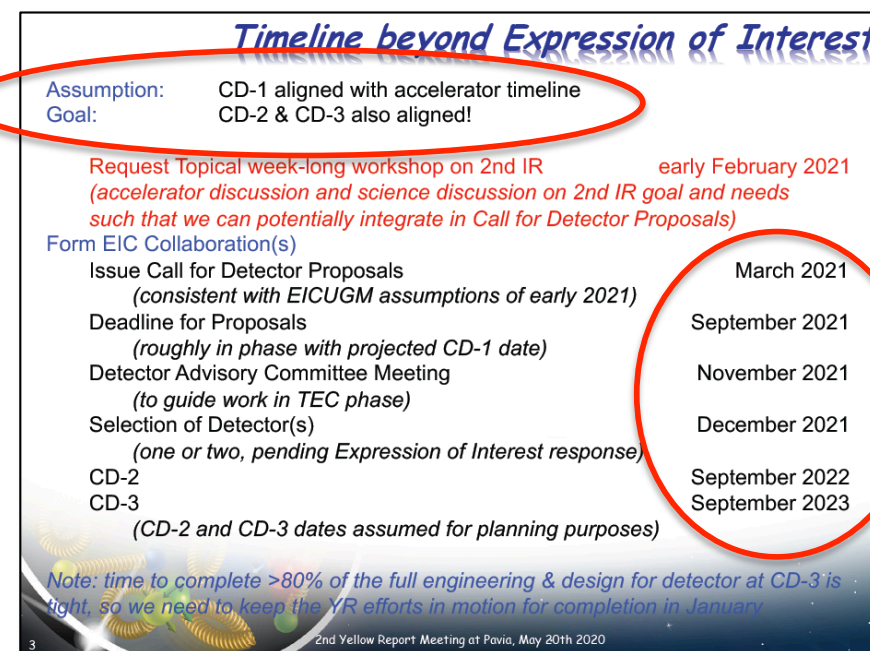 Timeline beyond Expression of Interest
Assumption: CD-1 aligned with accelerator timeline
Goal: CD-2 & CD-3 also aligned!
Request Topical week-long workshop on 2nd IR early February 2021
(accelerator discussion and science discussion on 2nd IR goal and needs
such that we can potentially integrate in Call for Detector Proposals)
Form EIC Collaboration(s)
Issue Call for Detector Proposals March 2021
(consistent with EICUGM assumptions of early 2021)
Deadline for Proposals September 2021
(roughly in phase with projected CD-1 date)
Detector Advisory Committee Meeting November 2021
(to guide work in TEC phase)
Selection of Detector(s) December 2021
(one or two, pending Expression of Interest response)
CD-2 September 2022
CD-3 September 2023
(CD-2 and CD-3 dates assumed for planning purposes)
Note: time to complete >80% of the full engineering & design for detector at CD-3 is
tight, so we need to keep the YR efforts in motion for completion in January
3 2nd Yellow Report Meeting at Pavia, May 20th 2020